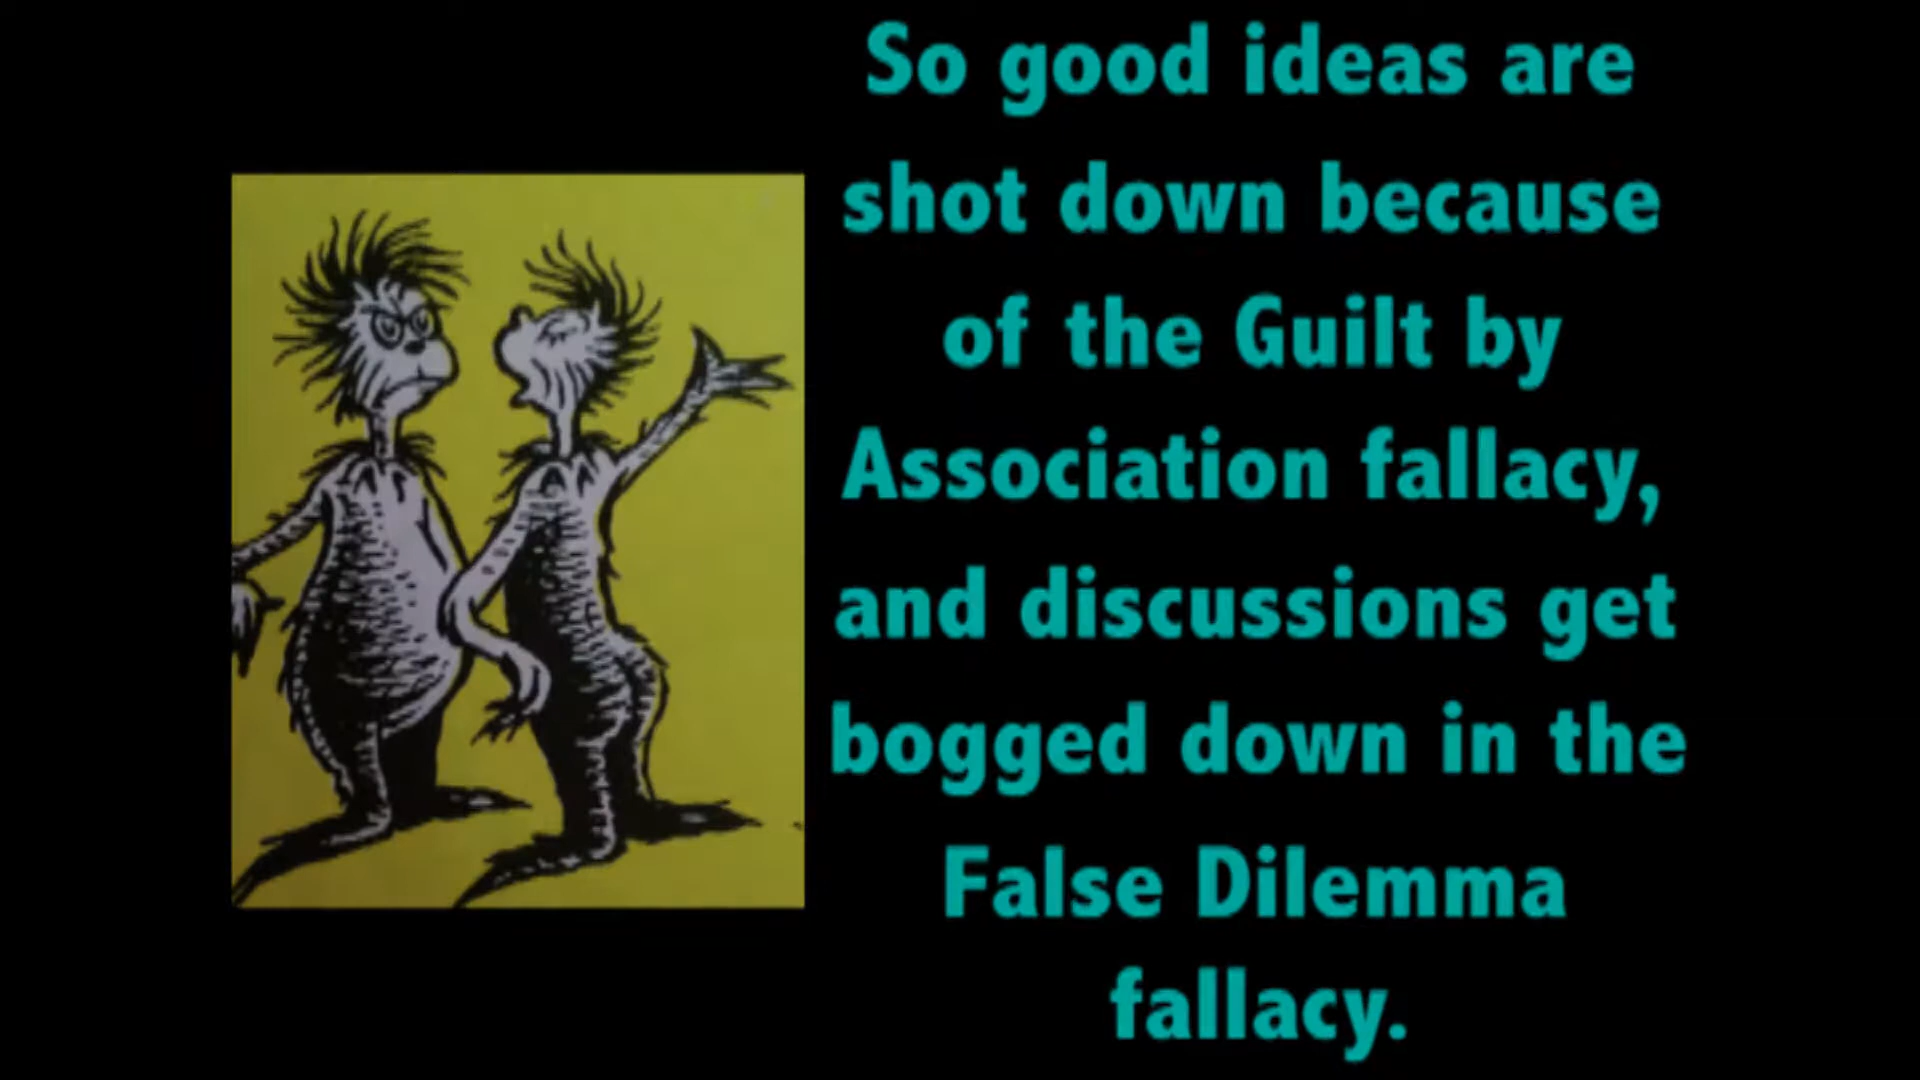 So good ideas are
shot down because
of the Guilt by
Association fallacy,
and discussions get
bogged down in the
False Dilemma
fallacy.